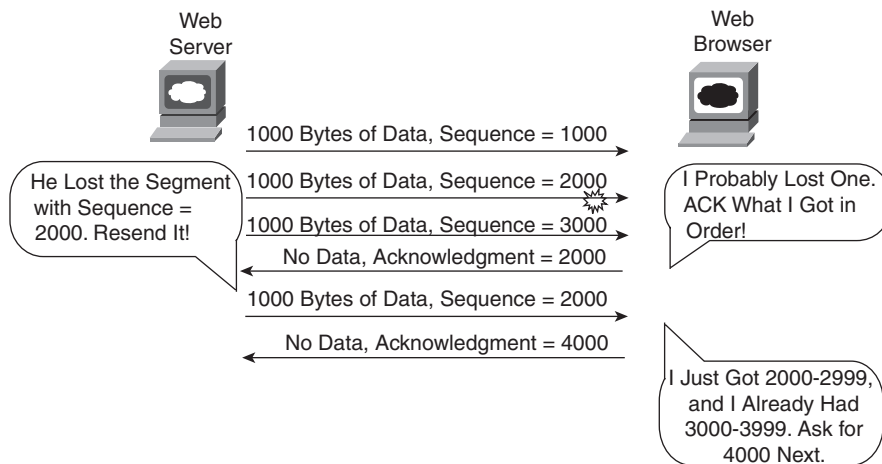 Web
Server
Web
Browser
1000 Bytes of Data, Sequence = 1000
He Lost the Segment
with Sequence =
2000. Resend It!
1000 Bytes of Data, Sequence = 2000
I Probably Lost One.
ACK What I Got in
Order!
1000 Bytes of Data, Sequence = 3000
No Data, Acknowledgment = 2000
1000 Bytes of Data, Sequence = 2000
No Data, Acknowledgment = 4000
I Just Got 2000-2999,
and I Already Had
3000-3999. Ask for
4000 Next.